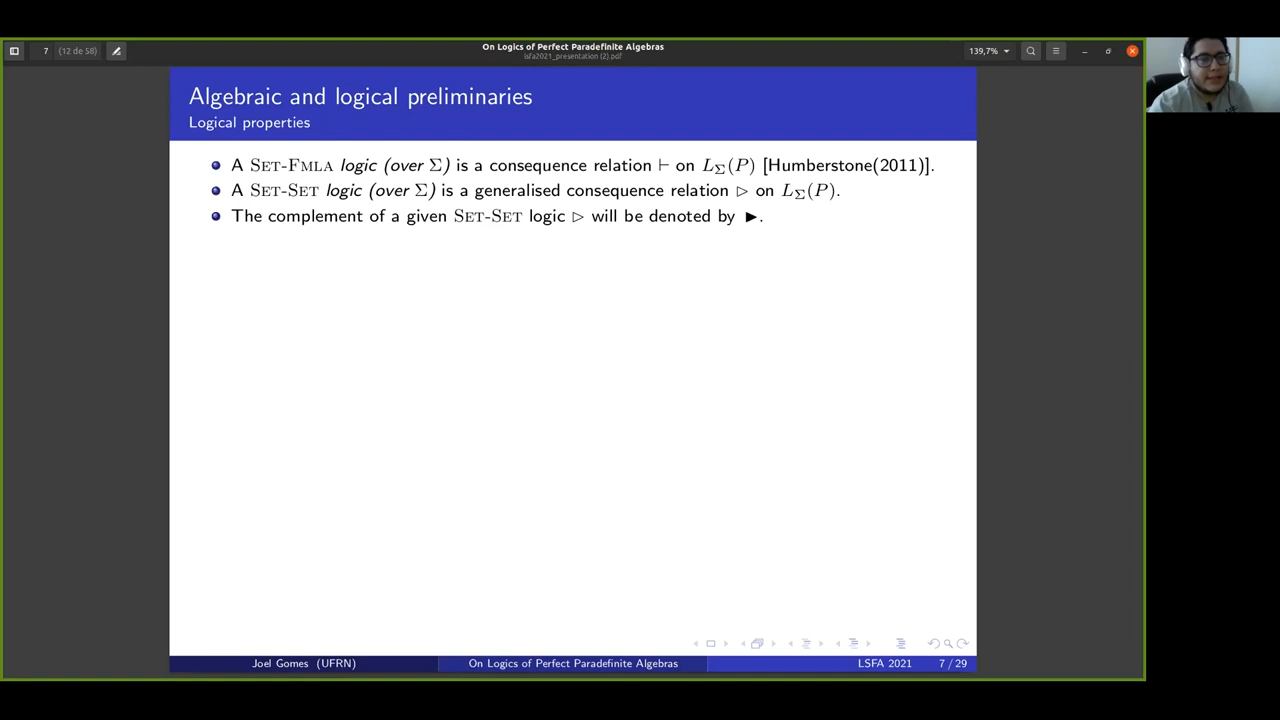 7 (12 de 58)
On Logics of Perfect Paradefinite Algebras
lsfa2021_presentation (2).pdf
139,7%
Algebraic and logical preliminaries
Logical properties
A SET-FMLA logic (over Σ) is a consequence relation ⊢ on L_Σ(P) [Humberstone(2011)].
A SET-SET logic (over Σ) is a generalised consequence relation ▷ on L_Σ(P).
The complement of a given SET-SET logic ▷ will be denoted by ▶.
Joel Gomes (UFRN) On Logics of Perfect Paradefinite Algebras LSFA 2021 7 / 29